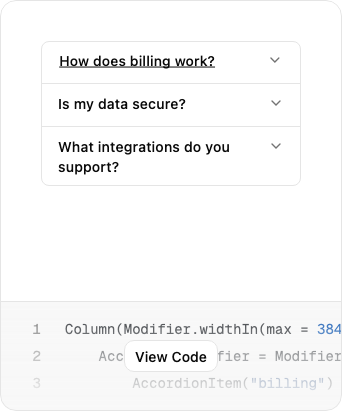 How does billing work?
Is my data secure?
What integrations do you
support?
1 Column(Modifier.widthIn(max = 384
2 Acc ifier = Modifier
View Code
3 AccordionItem("billing")